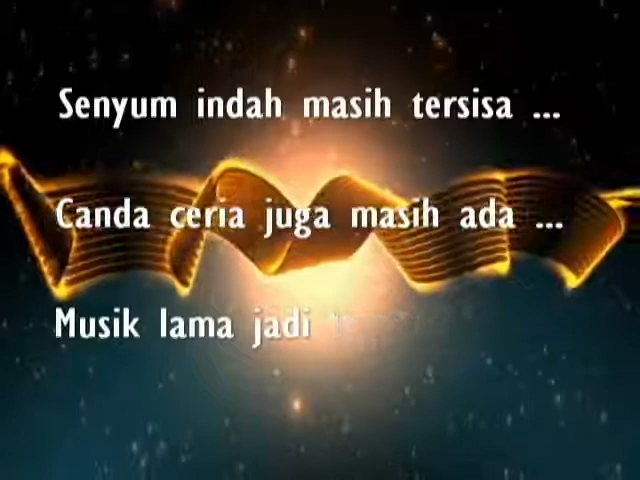 Senyum indah masih tersisa ...
Canda ceria juga masih ada ...
Musik lama jadi